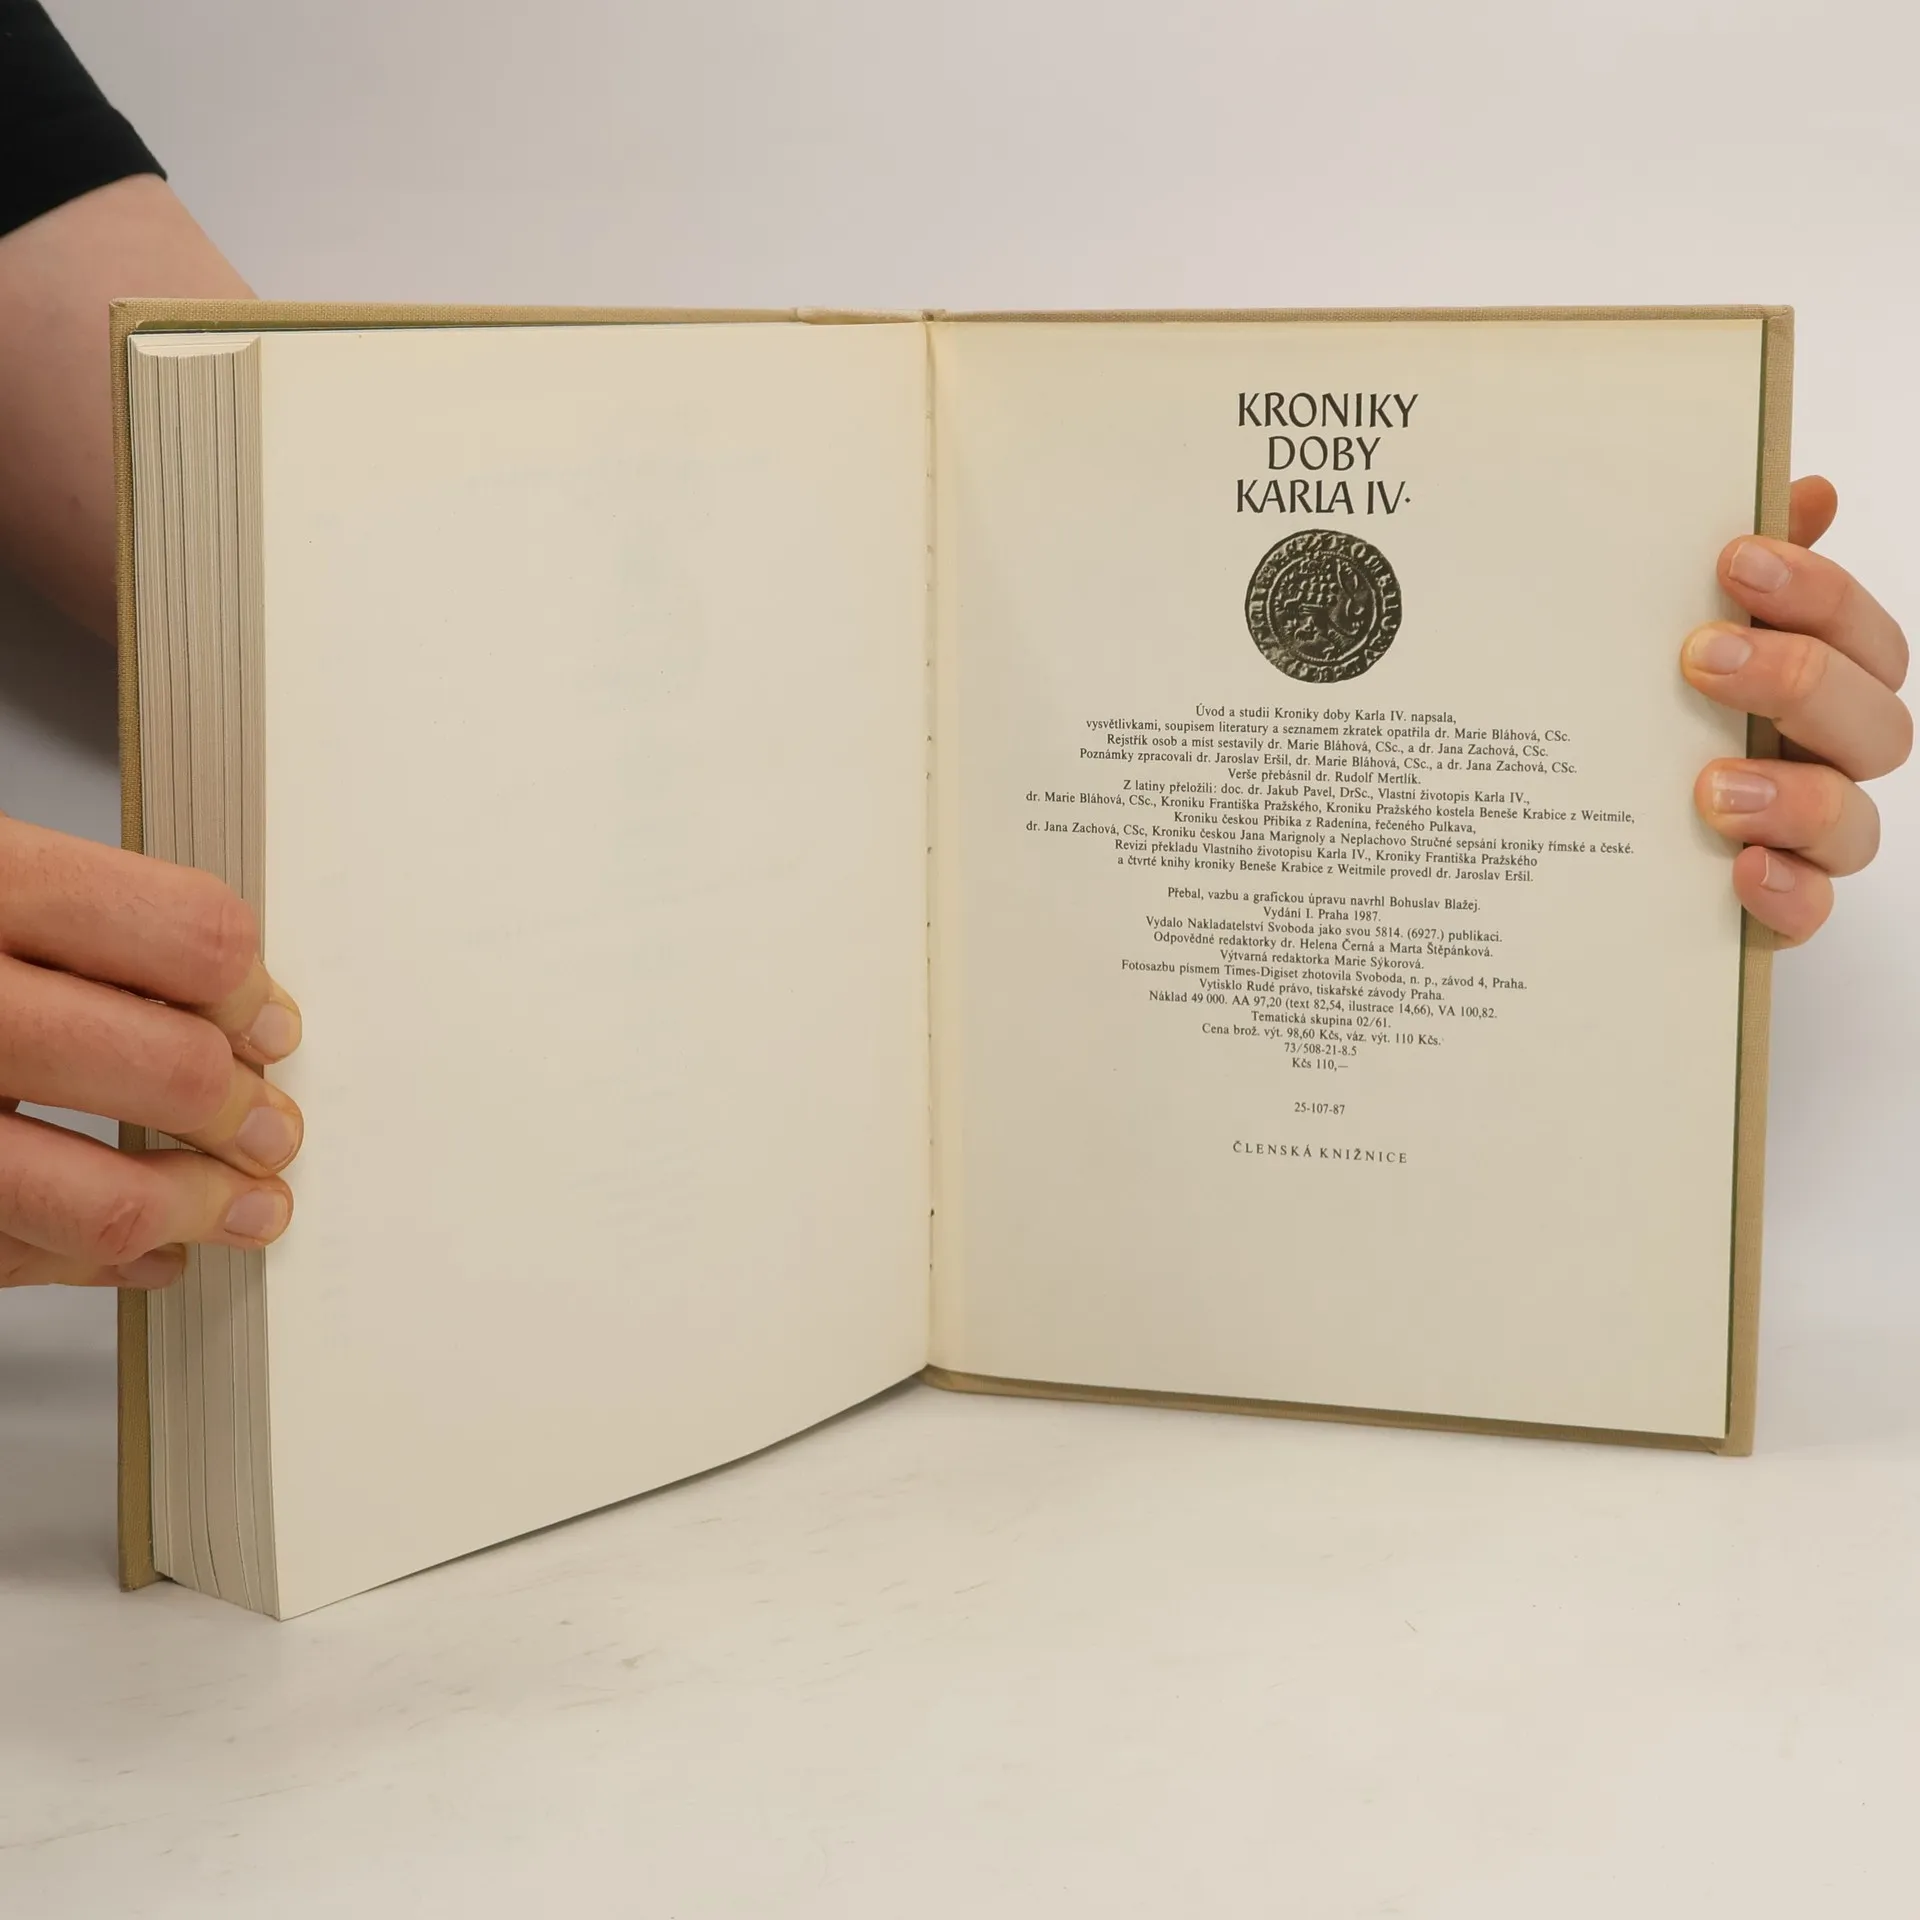 KRONIKY
DOBY
KARLA IV·
Úvod a studii Kroniky doby Karla IV. napsala,
vysvětlivkami, soupisem literatury a seznamem zkratek opatřila dr. Marie Bláhová, CSc.
Rejstřík osob a míst sestavily dr. Marie Bláhová, CSc., a dr. Jana Zachová, CSc.
Poznámky zpracovali dr. Jaroslav Eršil, dr. Marie Bláhová, CSc., a dr. Jana Zachová, CSc.
Verše přebásnil dr. Rudolf Mertlík.
Z latiny přeložili: doc. dr. Jakub Pavel, DrSc., Vlastní životopis Karla IV.,
dr. Marie Bláhová, CSc., Kroniku Františka Pražského, Kroniku Pražského kostela Beneše Krabice z Weitmile,
Kroniku českou Přibíka z Radenína, řečeného Pulkava,
dr. Jana Zachová, CSc, Kroniku českou Jana Marignoly a Neplachovo Stručné sepsání kroniky římské a české.
Revizi překladu Vlastního životopisu Karla IV., Kroniky Františka Pražského
a čtvrté knihy kroniky Beneše Krabice z Weitmile provedl dr. Jaroslav Eršil.
Přebal, vazbu a grafickou úpravu navrhl Bohuslav Blažej.
Vydání I. Praha 1987.
Vydalo Nakladatelství Svoboda jako svou 5814. (6927.) publikaci.
Odpovědné redaktorky dr. Helena Černá a Marta Štěpánková.
Výtvarná redaktorka Marie Sýkorová.
Fotosazbu písmem Times-Digiset zhotovila Svoboda, n. p., závod 4, Praha.
Vytisklo Rudé právo, tiskařské závody Praha.
Náklad 49 000. AA 97,20 (text 82,54, ilustrace 14,66), VA 100,82.
Tematická skupina 02/61.
Cena brož. výt. 98,60 Kčs, váz. výt. 110 Kčs.
73/508-21-8.5
Kčs 110,—
25-107-87
ČLENSKÁ KNIŽNICE